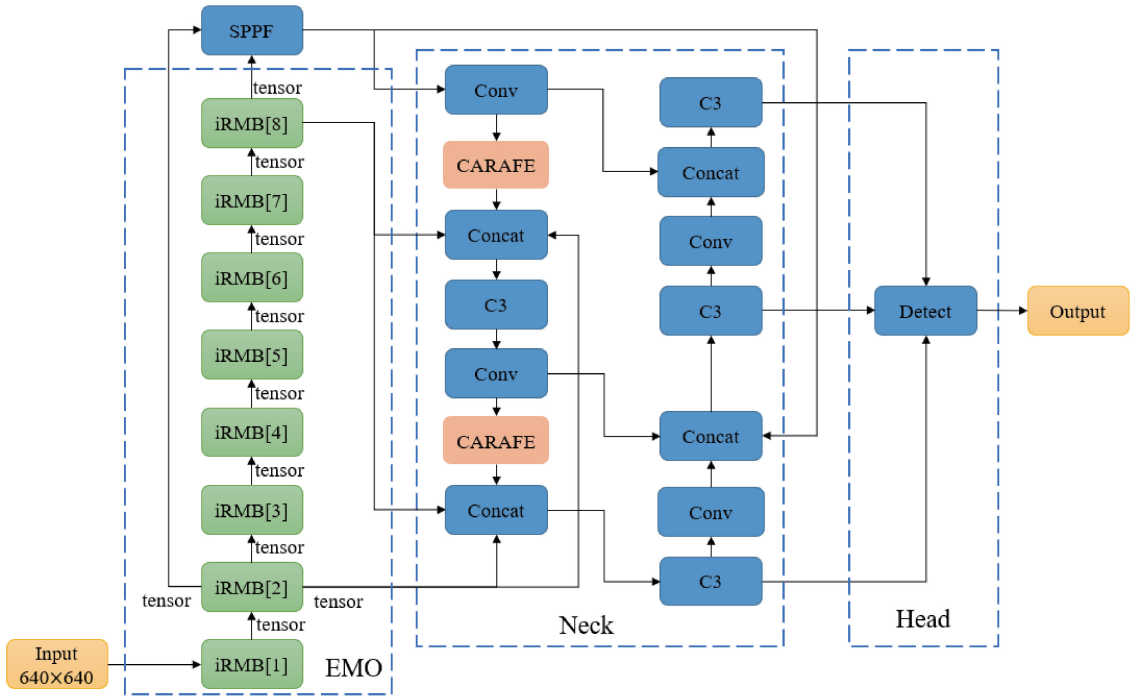 SPPF
tensor
iRMB[8]
tensor
iRMB[7]
tensor
iRMB[6]
tensor
iRMB[5]
tensor
iRMB[4]
tensor
iRMB[3]
tensor
iRMB[2]
tensor
tensor
tensor
iRMB[1]
Input
640×640
EMO
Conv
CARAFE
Concat
C3
Conv
CARAFE
Concat
C3
Concat
Conv
C3
Concat
Conv
C3
Neck
Detect
Head
Output